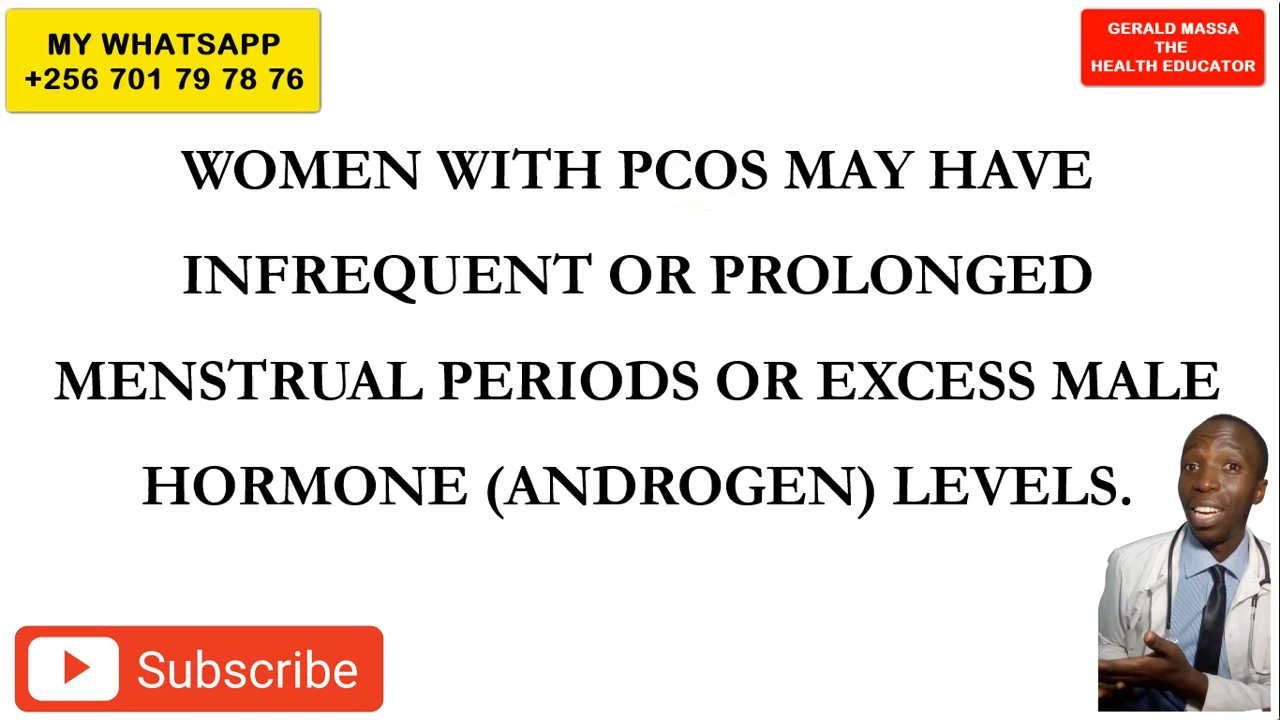 MY WHATSAPP
+256 701 79 78 76
GERALD MASSA
THE
HEALTH EDUCATOR
WOMEN WITH PCOS MAY HAVE
INFREQUENT OR PROLONGED
MENSTRUAL PERIODS OR EXCESS MALE
HORMONE (ANDROGEN) LEVELS.
Subscribe